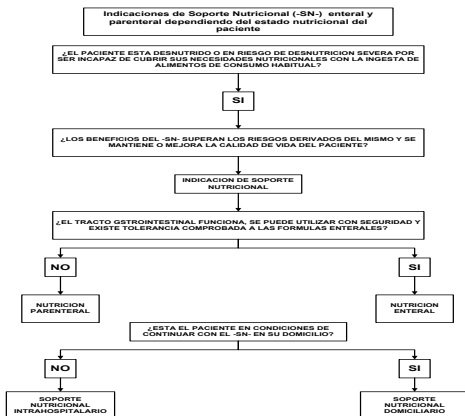 Indicaciones de Soporte Nutricional (-SN-) enteral y
parenteral dependiendo del estado nutricional del
paciente
¿EL PACIENTE ESTA DESNUTRIDO O EN RIESGO DE DESNUTRICION SEVERA POR
SER INCAPAZ DE CUBRIR SUS NECESIDADES NUTRICIONALES CON LA INGESTA DE
ALIMENTOS DE CONSUMO HABITUAL?
SI
¿LOS BENEFICIOS DEL -SN- SUPERAN LOS RIESGOS DERIVADOS DEL MISMO Y SE
MANTIENE O MEJORA LA CALIDAD DE VIDA DEL PACIENTE?
INDICACION DE SOPORTE
NUTRICIONAL
¿EL TRACTO GSTROINTESTINAL FUNCIONA, SE PUEDE UTILIZAR CON SEGURIDAD Y
EXISTE TOLERANCIA COMPROBADA A LAS FORMULAS ENTERALES?
NO
SI
NUTRICION
PARENTERAL
NUTRICION
ENTERAL
¿ESTA EL PACIENTE EN CONDICIONES DE
CONTINUAR CON EL -SN- EN SU DOMICILIO?
NO
SI
SOPORTE
NUTRICIONAL
INTRAHOSPITALARIO
SOPORTE
NUTRICIONAL
DOMICILIARIO